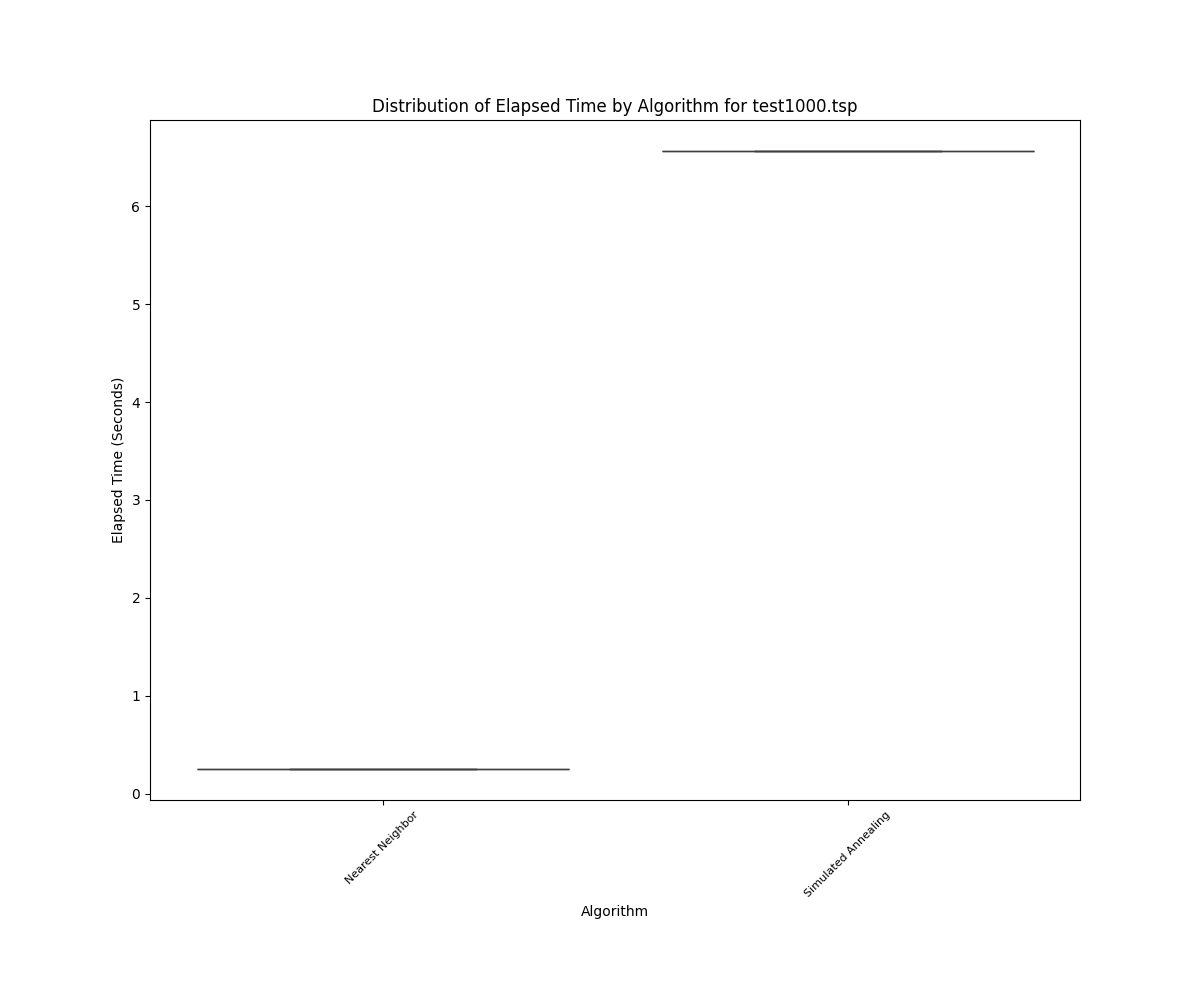 Distribution of Elapsed Time by Algorithm for test1000.tsp
Elapsed Time (Seconds)
6
5
4
3
2
1
0
Nearest Neighbor
Simulated Annealing
Algorithm